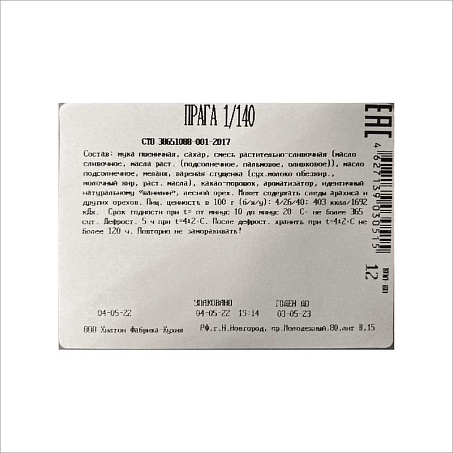 ПРАГА 1/140
СТО 38651088-001-2017
Состав: мука пшеничная, сахар, смесь растительно-сливочная (масло
сливочное, масла раст. (подсолнечное, пальмовое, оливковое)), масло
подсолнечное, меланж, вареная сгущенка (сух.молоко обезжир.,
молочный жир, раст. масла), какао-порошок, ароматизатор, идентичный
натуральному "ванилин", лесной орех. Может содержать следы арахиса и
других орехов. Пищ. ценность в 100 г (б/ж/у): 4/26/40; 403 ккал/1692
кДж. Срок годности при t= от минус 10 до минус 20 С- не более 365
сут. Дефрост. 5 ч при t=4±2-С. После дефрост. хранить при t=4±2-С не
более 120 ч. Повторно не замораживать!
УПАКОВАНО ГОДЕН ДО
04-05-22 04-05-22 15:14 03-05-23
ООО Хилтон Фабрика-Кухня РФ,г.Н.Новгород, пр.Молодежный,80,лит В,15
ЕАС
4627139030515
12